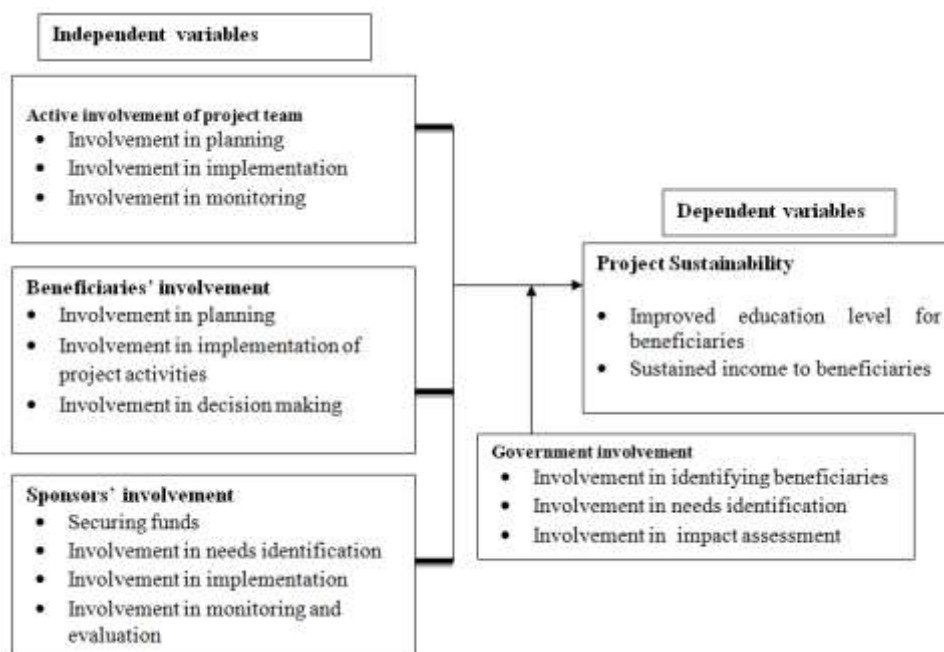 Independent variables
Active involvement of project team
• Involvement in planning
• Involvement in implementation
• Involvement in monitoring
Beneficiaries’ involvement
• Involvement in planning
• Involvement in implementation of
project activities
• Involvement in decision making
Sponsors’ involvement
• Securing funds
• Involvement in needs identification
• Involvement in implementation
• Involvement in monitoring and
evaluation
Dependent variables
Project Sustainability
• Improved education level for
beneficiaries
• Sustained income to beneficiaries
Government involvement
• Involvement in identifying beneficiaries
• Involvement in needs identification
• Involvement in impact assessment